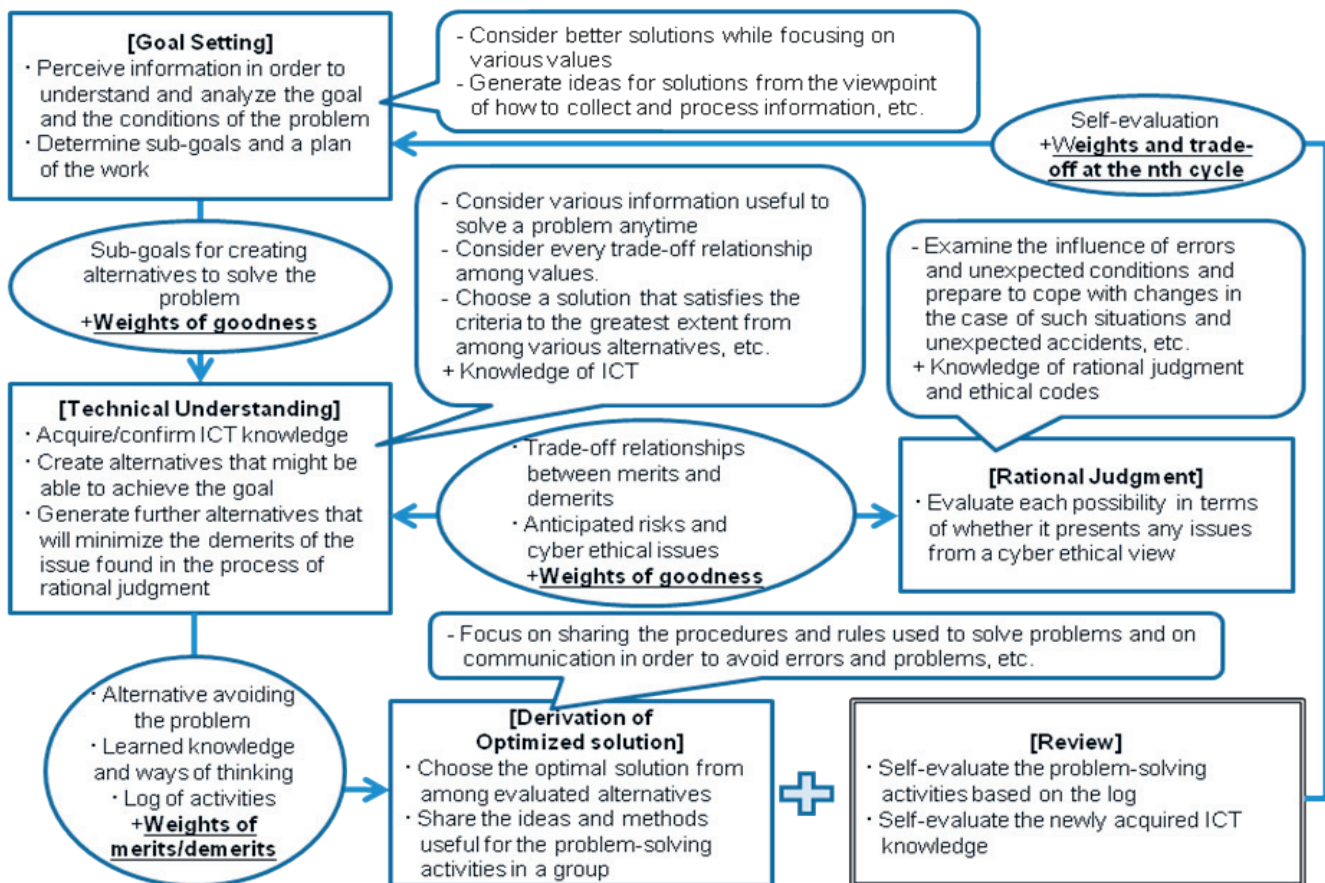 [Goal Setting]
· Perceive information in order to
understand and analyze the goal
and the conditions of the problem
· Determine sub-goals and a plan
of the work
- Consider better solutions while focusing on
various values
- Generate ideas for solutions from the viewpoint
of how to collect and process information, etc.
Self-evaluation
+Weights and trade-
off at the nth cycle
Sub-goals for creating
alternatives to solve the
problem
+Weights of goodness
- Consider various information useful to
solve a problem anytime
- Consider every trade-off relationship
among values.
- Choose a solution that satisfies the
criteria to the greatest extent from
among various alternatives, etc.
+ Knowledge of ICT
- Examine the influence of errors
and unexpected conditions and
prepare to cope with changes in
the case of such situations and
unexpected accidents, etc.
+ Knowledge of rational judgment
and ethical codes
[Technical Understanding]
· Acquire/confirm ICT knowledge
· Create alternatives that might be
able to achieve the goal
· Generate further alternatives that
will minimize the demerits of the
issue found in the process of
rational judgment
· Trade-off relationships
between merits and
demerits
· Anticipated risks and
cyber ethical issues
+Weights of goodness
[Rational Judgment]
· Evaluate each possibility in terms
of whether it presents any issues
from a cyber ethical view
- Focus on sharing the procedures and rules used to solve problems and on
communication in order to avoid errors and problems, etc.
· Alternative avoiding
the problem
· Learned knowledge
and ways of thinking
· Log of activities
+Weights of
merits/demerits
[Derivation of
Optimized solution]
· Choose the optimal solution from
among evaluated alternatives
· Share the ideas and methods
useful for the problem-solving
activities in a group
[Review]
· Self-evaluate the problem-solving
activities based on the log
· Self-evaluate the newly acquired ICT
knowledge